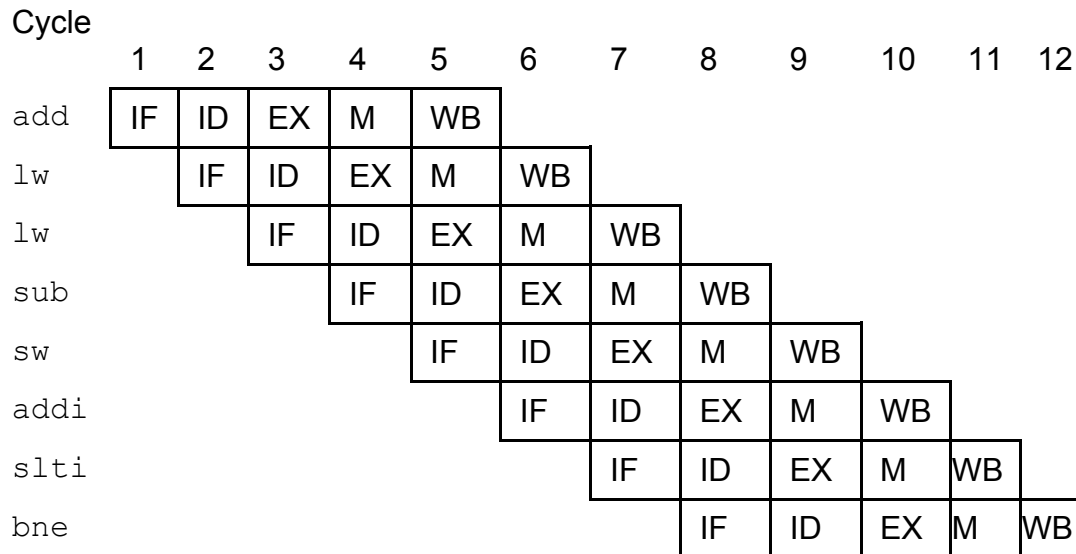 Cycle
1 2 3 4 5 6 7 8 9 10 11 12
add IF ID EX M WB
lw IF ID EX M WB
lw IF ID EX M WB
sub IF ID EX M WB
sw IF ID EX M WB
addi IF ID EX M WB
slti IF ID EX M WB
bne IF ID EX M WB